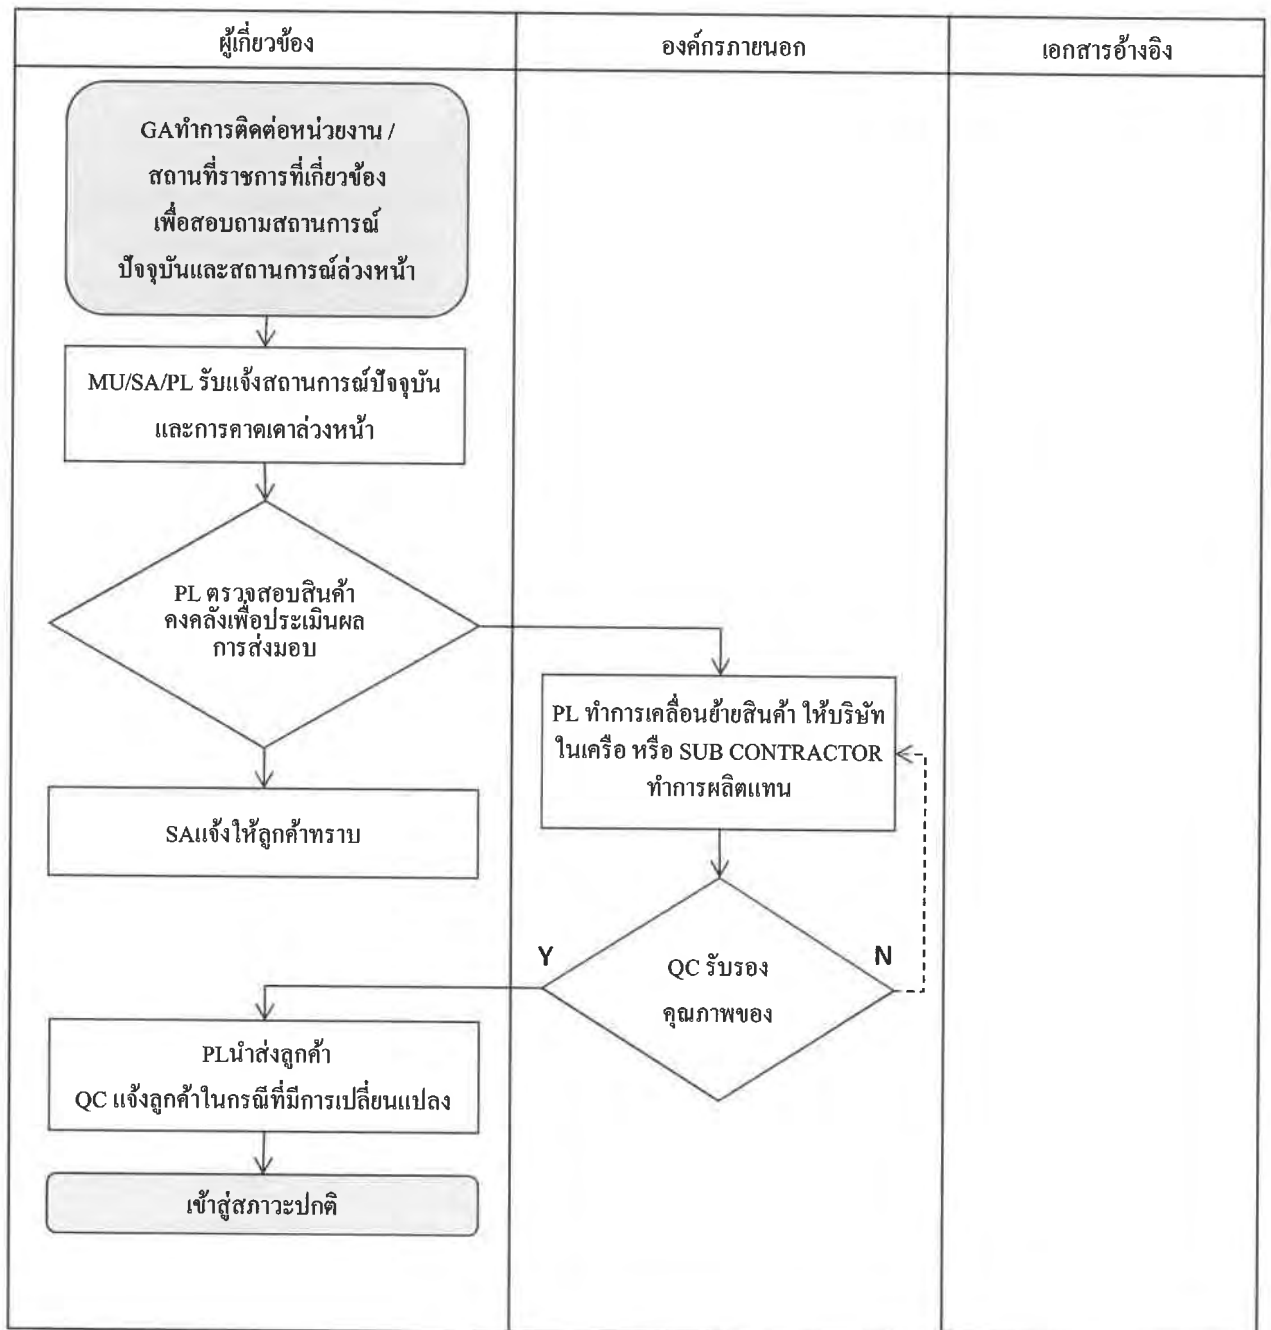 ผู้เกี่ยวข้อง
องค์กรภายนอก
เอกสารอ้างอิง
GAทำการติดต่อหน่วยงาน /
สถานที่ราชการที่เกี่ยวข้อง
เพื่อสอบถามสถานการณ์
ปัจจุบันและสถานการณ์ล่วงหน้า
MU/SA/PL รับแจ้งสถานการณ์ปัจจุบัน
และการคาดเดาล่วงหน้า
PL ตรวจสอบสินค้า
คงคลังเพื่อประเมินผล
การส่งมอบ
PL ทำการเคลื่อนย้ายสินค้า ให้บริษัท
ในเครือ หรือ SUB CONTRACTOR
ทำการผลิตแทน
SAแจ้งให้ลูกค้าทราบ
Y
N
QC รับรอง
คุณภาพของ
PLนำส่งลูกค้า
QC แจ้งลูกค้าในกรณีที่มีการเปลี่ยนแปลง
เข้าสู่สภาวะปกติ